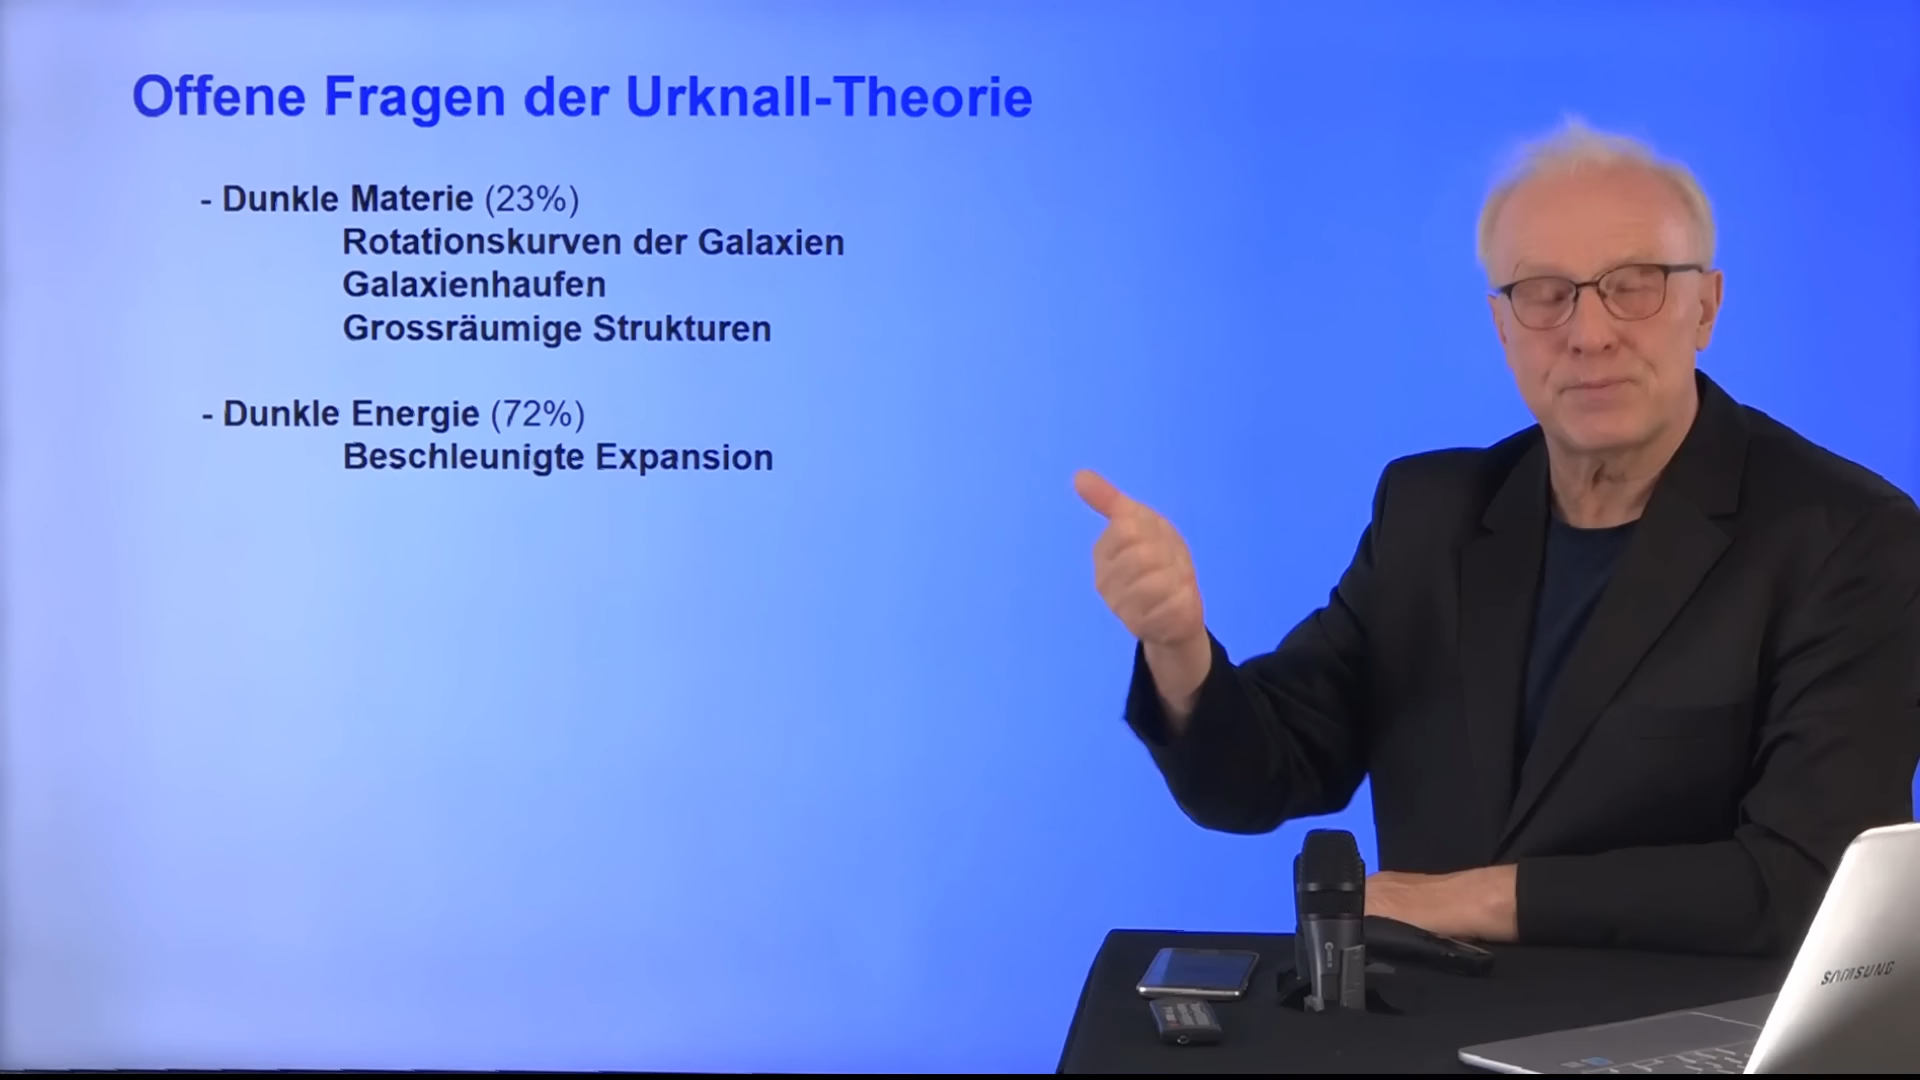 Offene Fragen der Urknall-Theorie
- Dunkle Materie (23%)
Rotationskurven der Galaxien
Galaxienhaufen
Grossräumige Strukturen
- Dunkle Energie (72%)
Beschleunigte Expansion
SAMSUNG